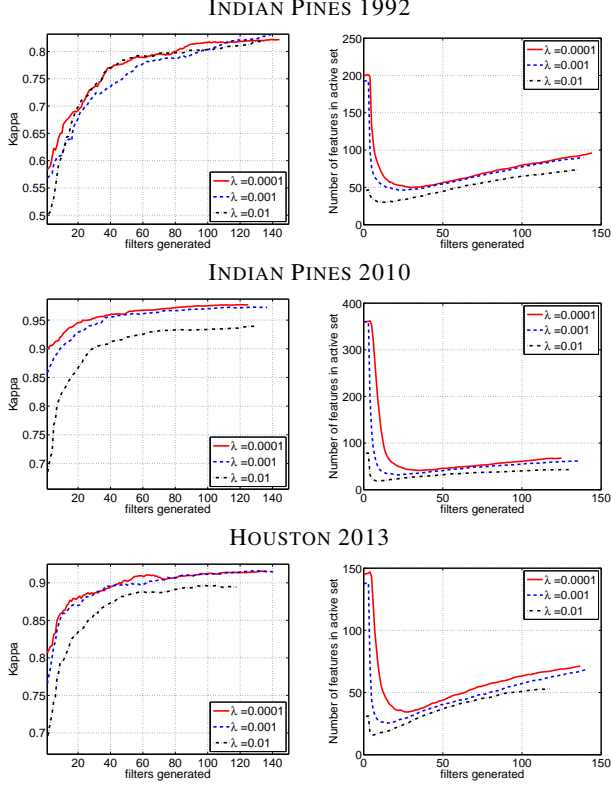 INDIAN PINES 1992
Kappa
0.8
0.75
0.7
0.65
0.6
0.55
0.5
20 40 60 80 100 120 140
filters generated
λ =0.0001
λ =0.001
λ =0.01
Number of features in active set
250
200
150
100
50
0
0 50 100 150
filters generated
λ =0.0001
λ =0.001
λ =0.01
INDIAN PINES 2010
Kappa
0.95
0.9
0.85
0.8
0.75
0.7
20 40 60 80 100 120 140
filters generated
λ =0.0001
λ =0.001
λ =0.01
Number of features in active set
400
300
200
100
0
0 50 100 150
filters generated
λ =0.0001
λ =0.001
λ =0.01
HOUSTON 2013
Kappa
0.9
0.85
0.8
0.75
0.7
20 40 60 80 100 120 140
filters generated
λ =0.0001
λ =0.001
λ =0.01
Number of features in active set
150
100
50
0
0 50 100 150
filters generated
λ =0.0001
λ =0.001
λ =0.01